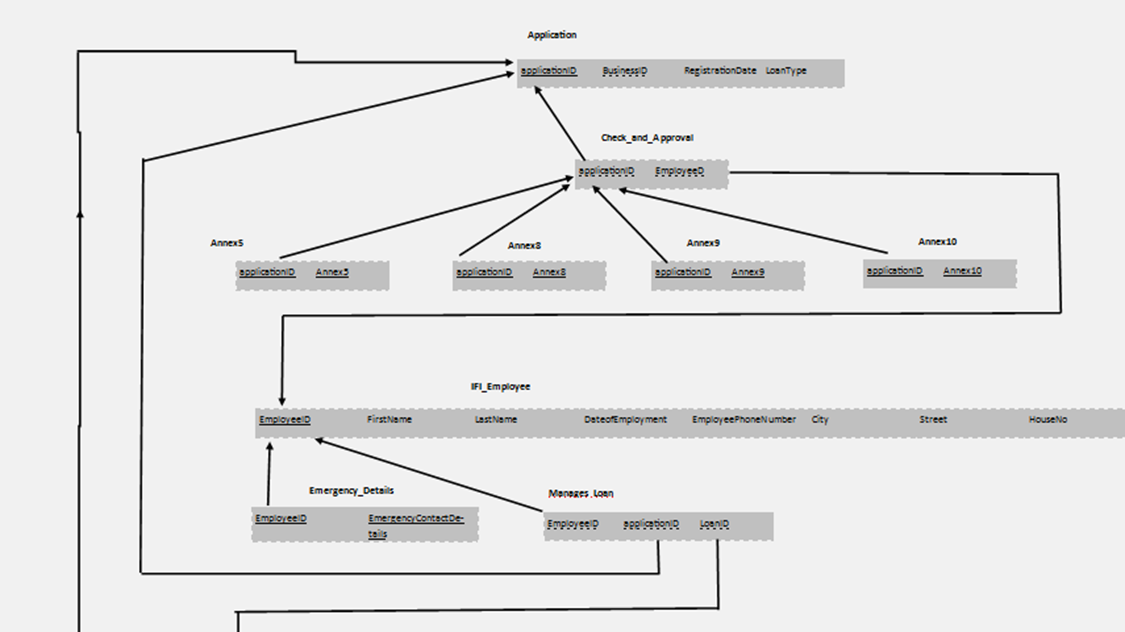 Application
applicationID BusinessID RegistrationDate LoanType
Check_and_Approval
applicationID EmployeeD
Annex5 Annex8 Annex9 Annex10
applicationID Annex5 applicationID Annex8 applicationID Annex9 applicationID Annex10
IFI_Employee
EmployeeID FirstName LastName DateofEmployment EmployeePhoneNumber City Street HouseNo
Emergency_Details Manages_Loan
EmployeeID EmergencyContactDe- EmployeeID applicationID LoanID
tails